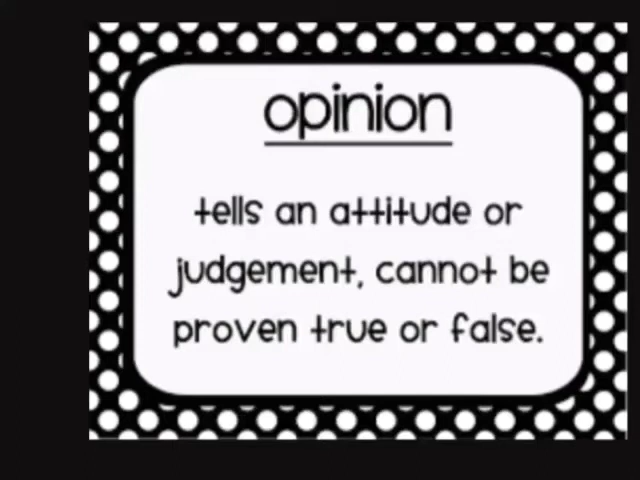 opinion
tells an attitude or
judgement, cannot be
proven true or false.